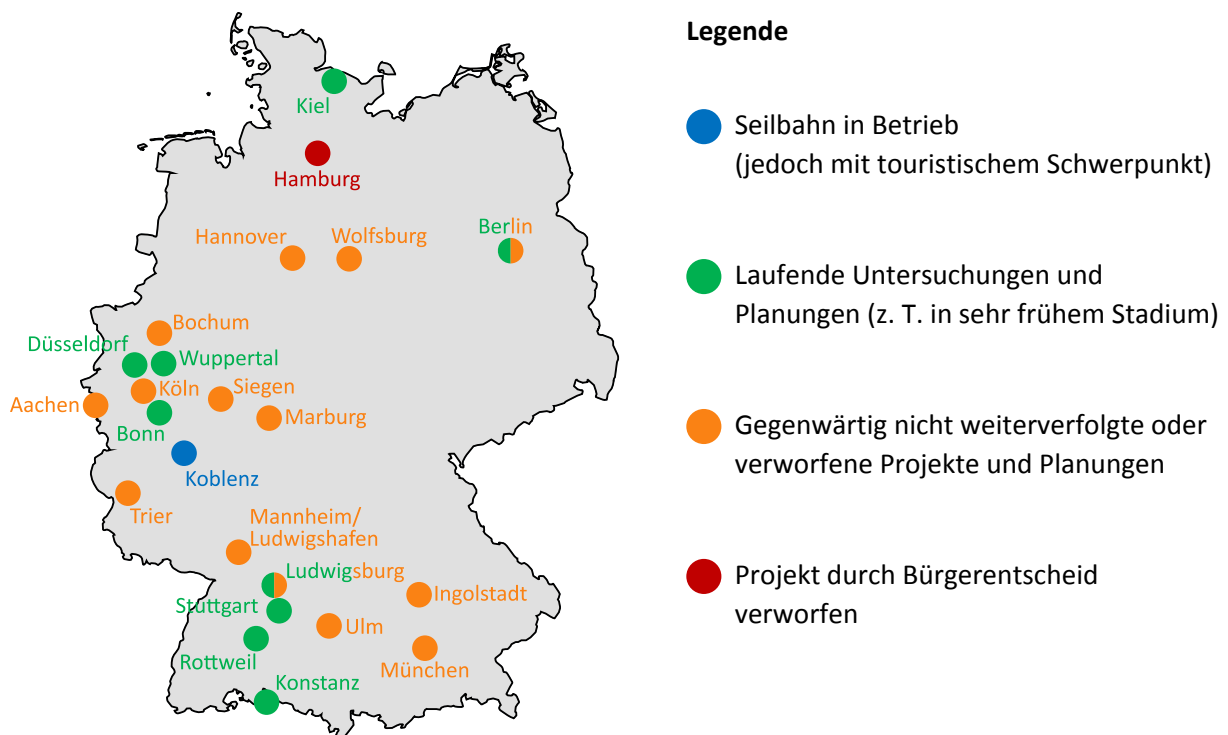 Kiel
Hamburg
Hannover
Wolfsburg
Berlin
Bochum
Düsseldorf
Wuppertal
Köln
Siegen
Aachen
Marburg
Bonn
Koblenz
Trier
Mannheim/
Ludwigshafen
Ludwigsburg
Stuttgart
Ingolstadt
Ulm
Rottweil
München
Konstanz
Legende
Seilbahn in Betrieb
(jedoch mit touristischem Schwerpunkt)
Laufende Untersuchungen und
Planungen (z. T. in sehr frühem Stadium)
Gegenwärtig nicht weiterverfolgte oder
verworfene Projekte und Planungen
Projekt durch Bürgerentscheid
verworfen